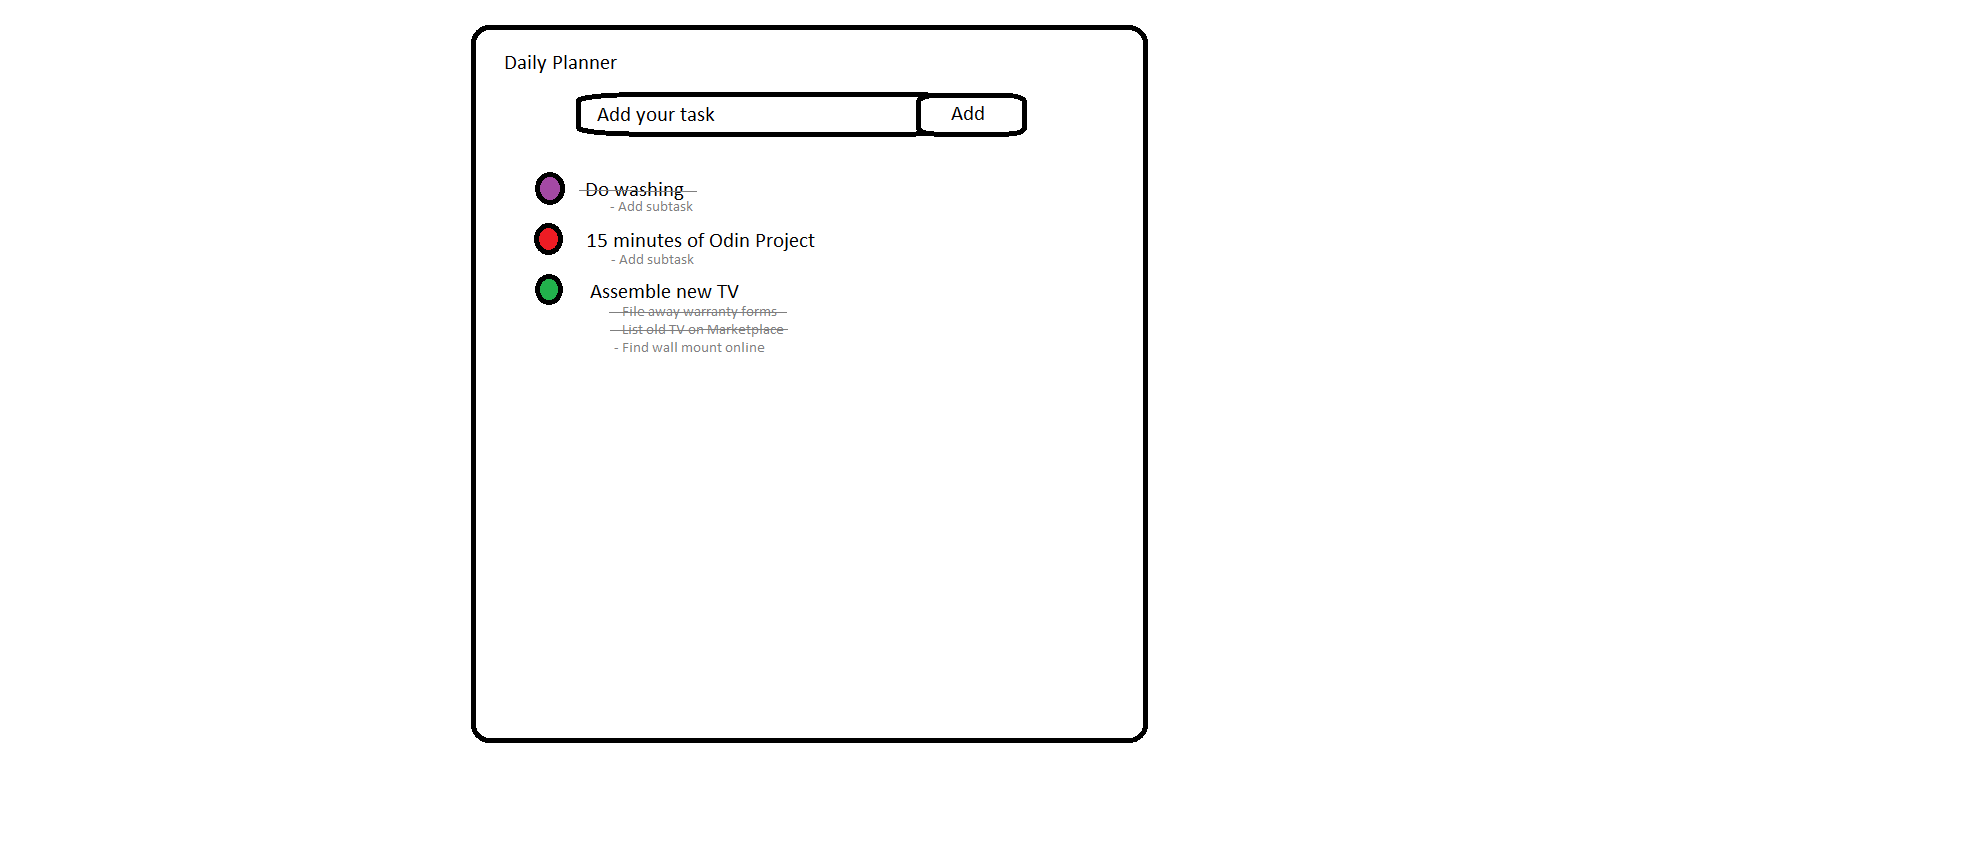 Daily Planner
Add your task
Add
Do washing
- Add subtask
15 minutes of Odin Project
- Add subtask
Assemble new TV
- File away warranty forms
- List old TV on Marketplace
- Find wall mount online